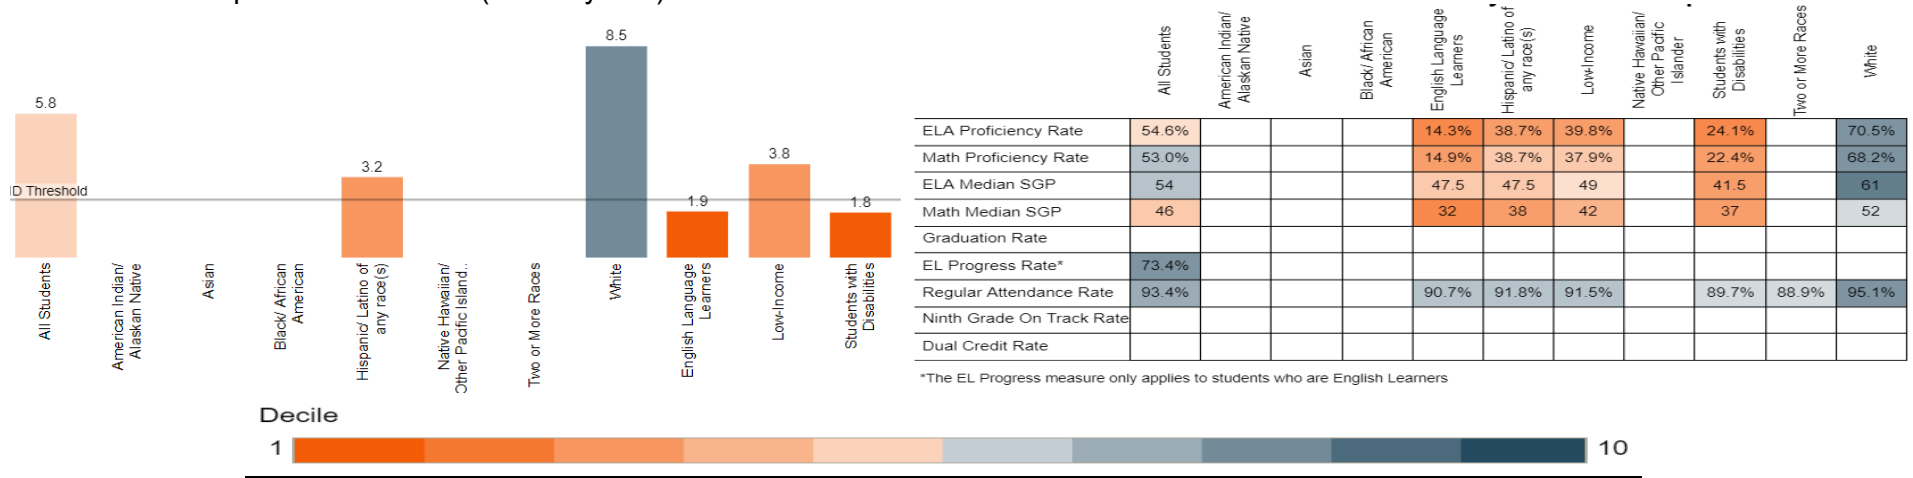 8.5
5.8
3.2
3.8
1.9
1.8
ID Threshold
All Students
American Indian/
Alaskan Native
Asian
Black/ African
American
Hispanic/ Latino of
any race(s)
Native Hawaiian/
Other Pacific Island..
Two or More Races
White
English Language
Learners
Low-Income
Students with
Disabilities
All Students
American Indian/
Alaskan Native
Asian
Black/ African
American
English Language
Learners
Hispanic/ Latino of
any race(s)
Low-Income
Native Hawaiian/
Other Pacific
Islander
Students with
Disabilities
Two or More Races
White
ELA Proficiency Rate 54.6% 14.3% 38.7% 39.8% 24.1% 70.5%
Math Proficiency Rate 53.0% 14.9% 38.7% 37.9% 22.4% 68.2%
ELA Median SGP 54 47.5 47.5 49 41.5 61
Math Median SGP 46 32 38 42 37 52
Graduation Rate
EL Progress Rate* 73.4%
Regular Attendance Rate 93.4% 90.7% 91.8% 91.5% 89.7% 88.9% 95.1%
Ninth Grade On Track Rate
Dual Credit Rate
*The EL Progress measure only applies to students who are English Learners
Decile
1 10